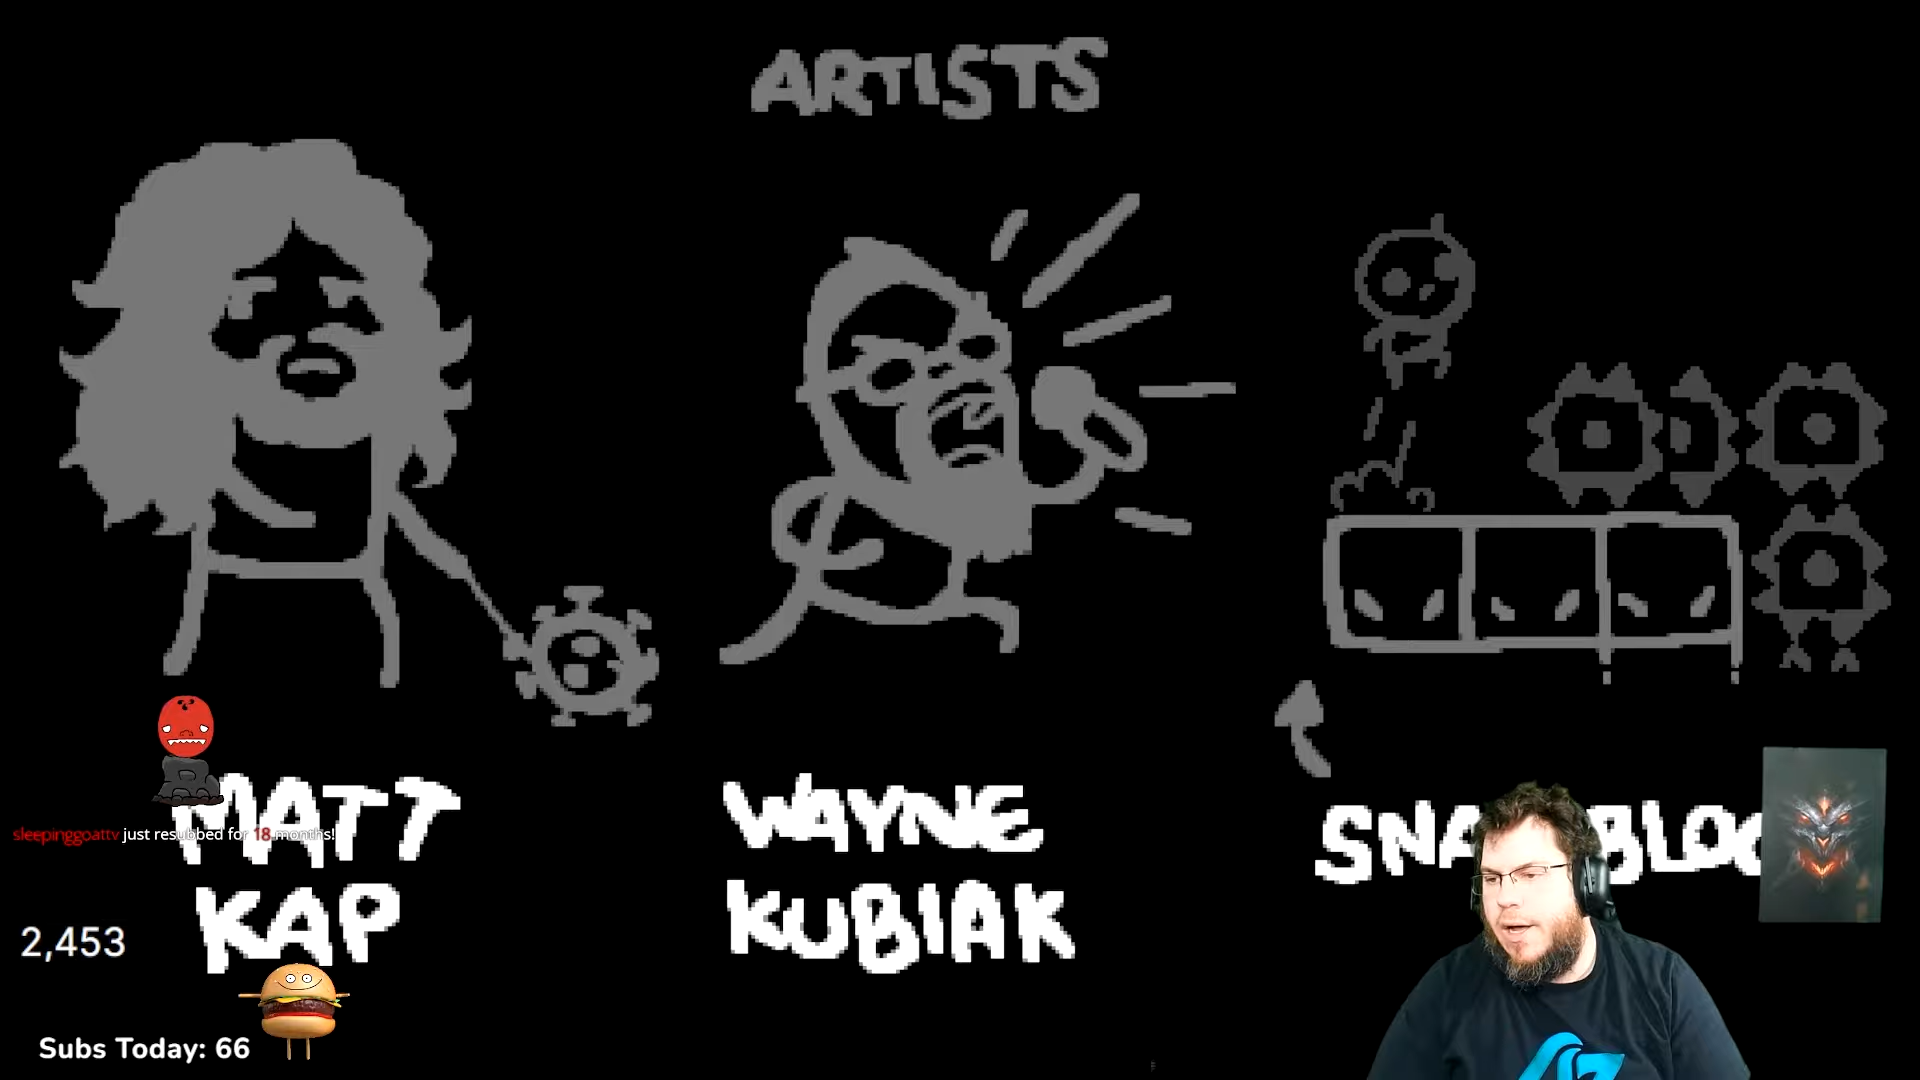 ARTISTS
MATT
KAP
WAYNE
KUBIAK
sleepinggoattv just resubbed for 18 months!
2,453
Subs Today: 66